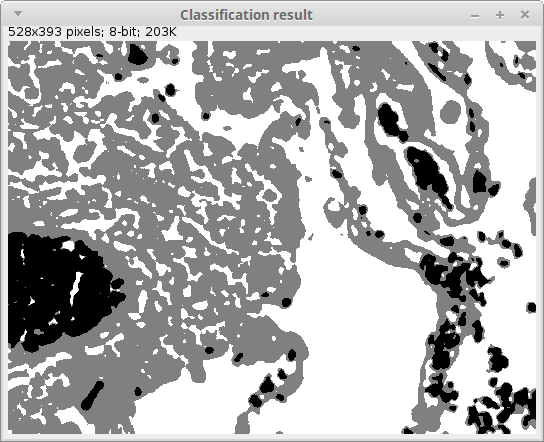 Classification result
528x393 pixels; 8-bit; 203K